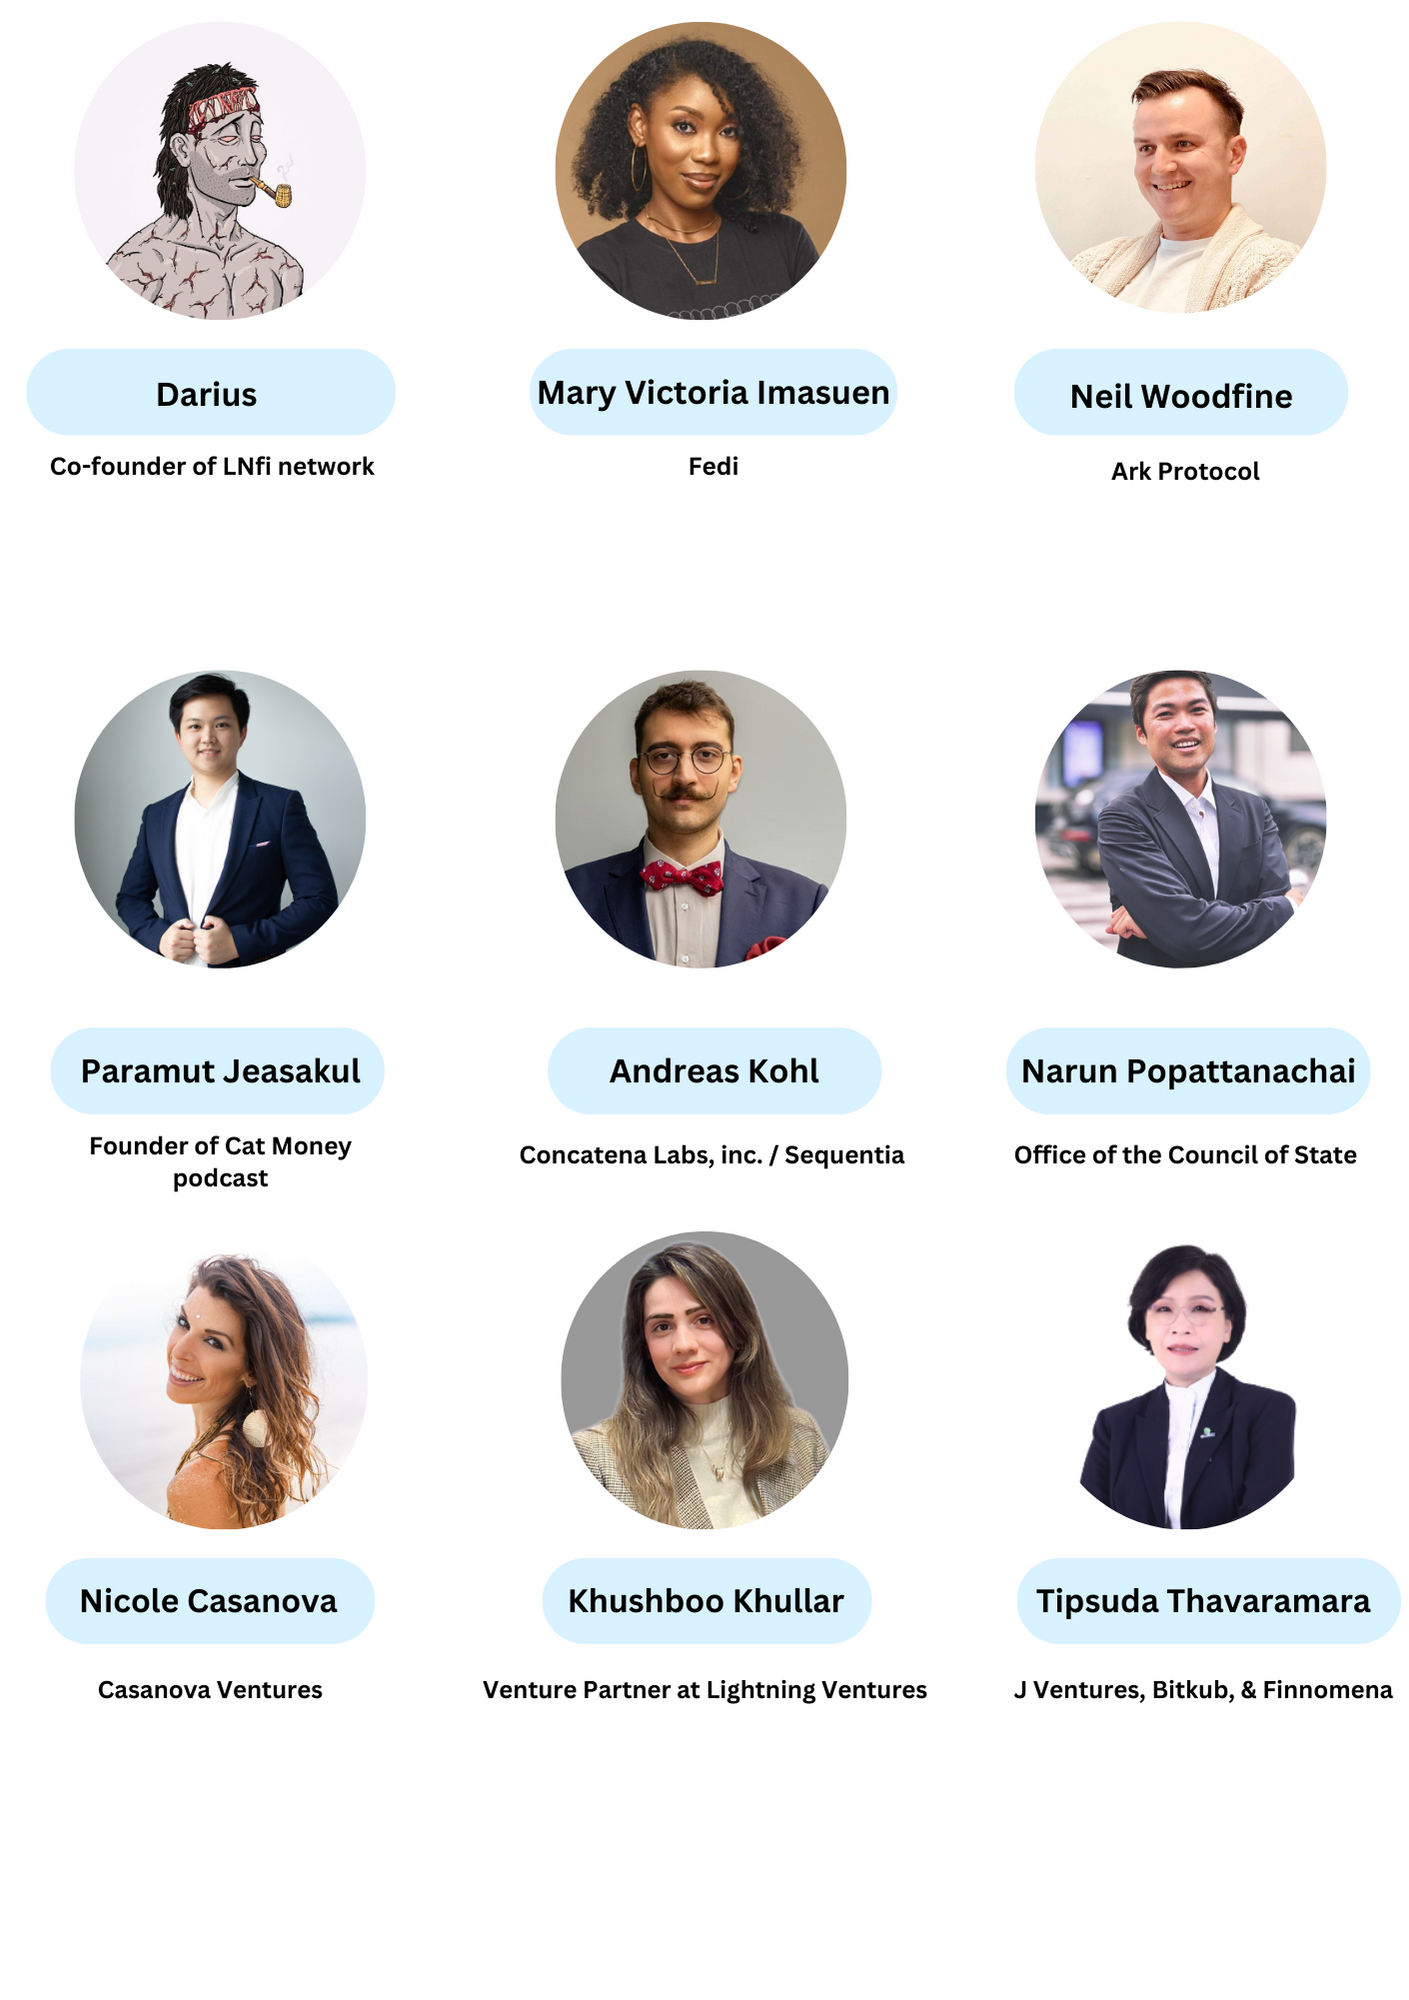 Darius
Mary Victoria Imasuen
Neil Woodfine
Co-founder of LNfi network
Fedi
Ark Protocol
Paramut Jeasakul
Andreas Kohl
Narun Popattanachai
Founder of Cat Money
podcast
Concatena Labs, inc. / Sequentia
Office of the Council of State
Nicole Casanova
Khushboo Khullar
Tipsuda Thavaramara
Casanova Ventures
Venture Partner at Lightning Ventures
J Ventures, Bitkub, & Finnomena